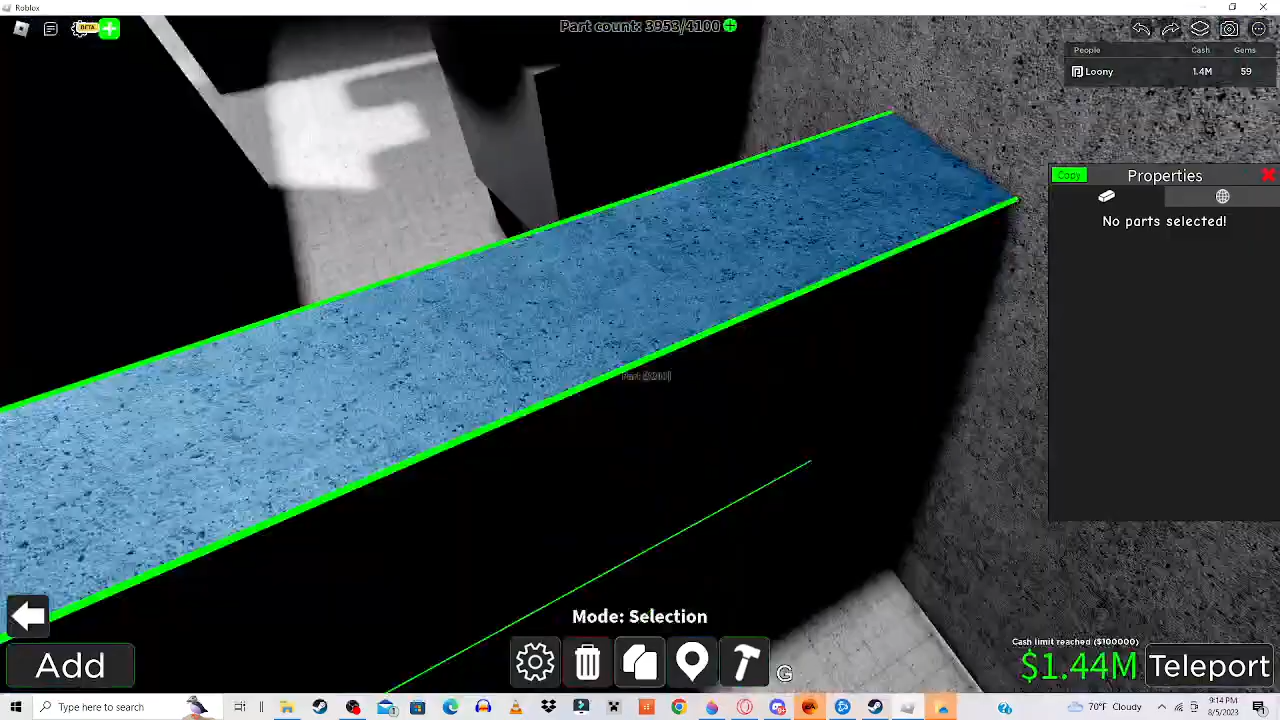 Roblox
BETA
Part count: 3953/4100
People Cash Gems
Loony 1.4M 59
Copy Properties
No parts selected!
Mode: Selection
Add
G
Cash limit reached ($100000)
$1.44M
Teleport
Type here to search
70°F Cloudy
9:14 PM
8/5/2023